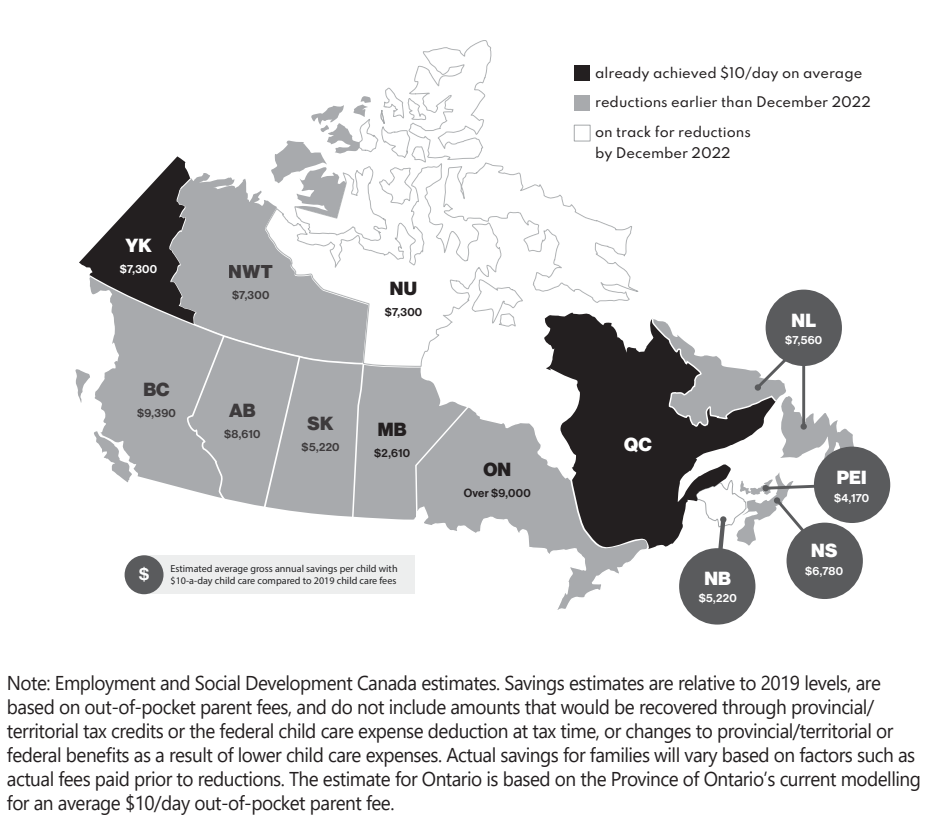 already achieved $10/day on average
reductions earlier than December 2022
on track for reductions
by December 2022
YK
$7,300
NWT
$7,300
NU
$7,300
NL
$7,560
BC
$9,390
AB
$8,610
SK
$5,220
MB
$2,610
ON
Over $9,000
QC
PEI
$4,170
NS
$6,780
NB
$5,220
$
Estimated average gross annual savings per child with
$10-a-day child care compared to 2019 child care fees
Note: Employment and Social Development Canada estimates. Savings estimates are relative to 2019 levels, are
based on out-of-pocket parent fees, and do not include amounts that would be recovered through provincial/
territorial tax credits or the federal child care expense deduction at tax time, or changes to provincial/territorial or
federal benefits as a result of lower child care expenses. Actual savings for families will vary based on factors such as
actual fees paid prior to reductions. The estimate for Ontario is based on the Province of Ontario's current modelling
for an average $10/day out-of-pocket parent fee.